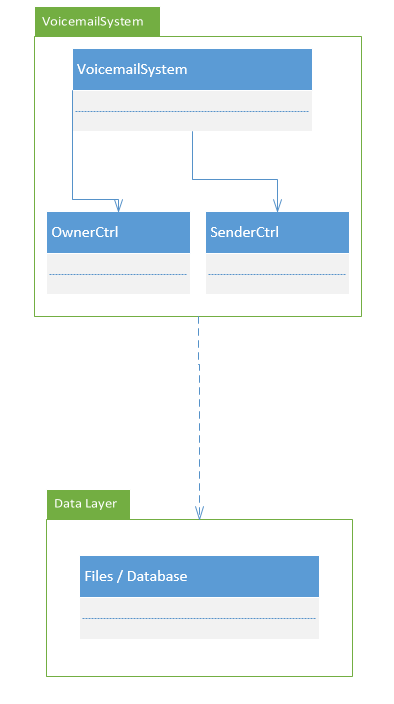 VoicemailSystem
VoicemailSystem
OwnerCtrl
SenderCtrl
Data Layer
Files / Database